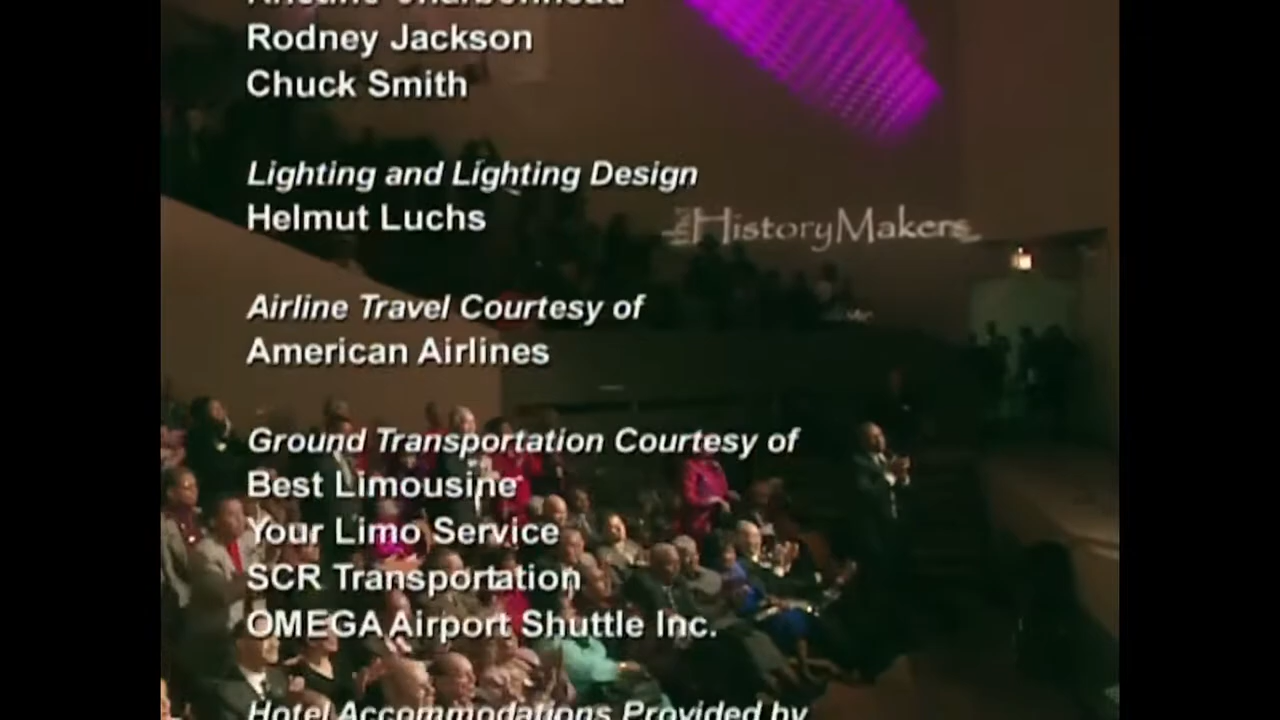 Rodney Jackson
Chuck Smith
Lighting and Lighting Design
Helmut Luchs
the HistoryMakers
Airline Travel Courtesy of
American Airlines
Ground Transportation Courtesy of
Best Limousine
Your Limo Service
SCR Transportation
OMEGA Airport Shuttle Inc.
Hotel Accommodations Provided by